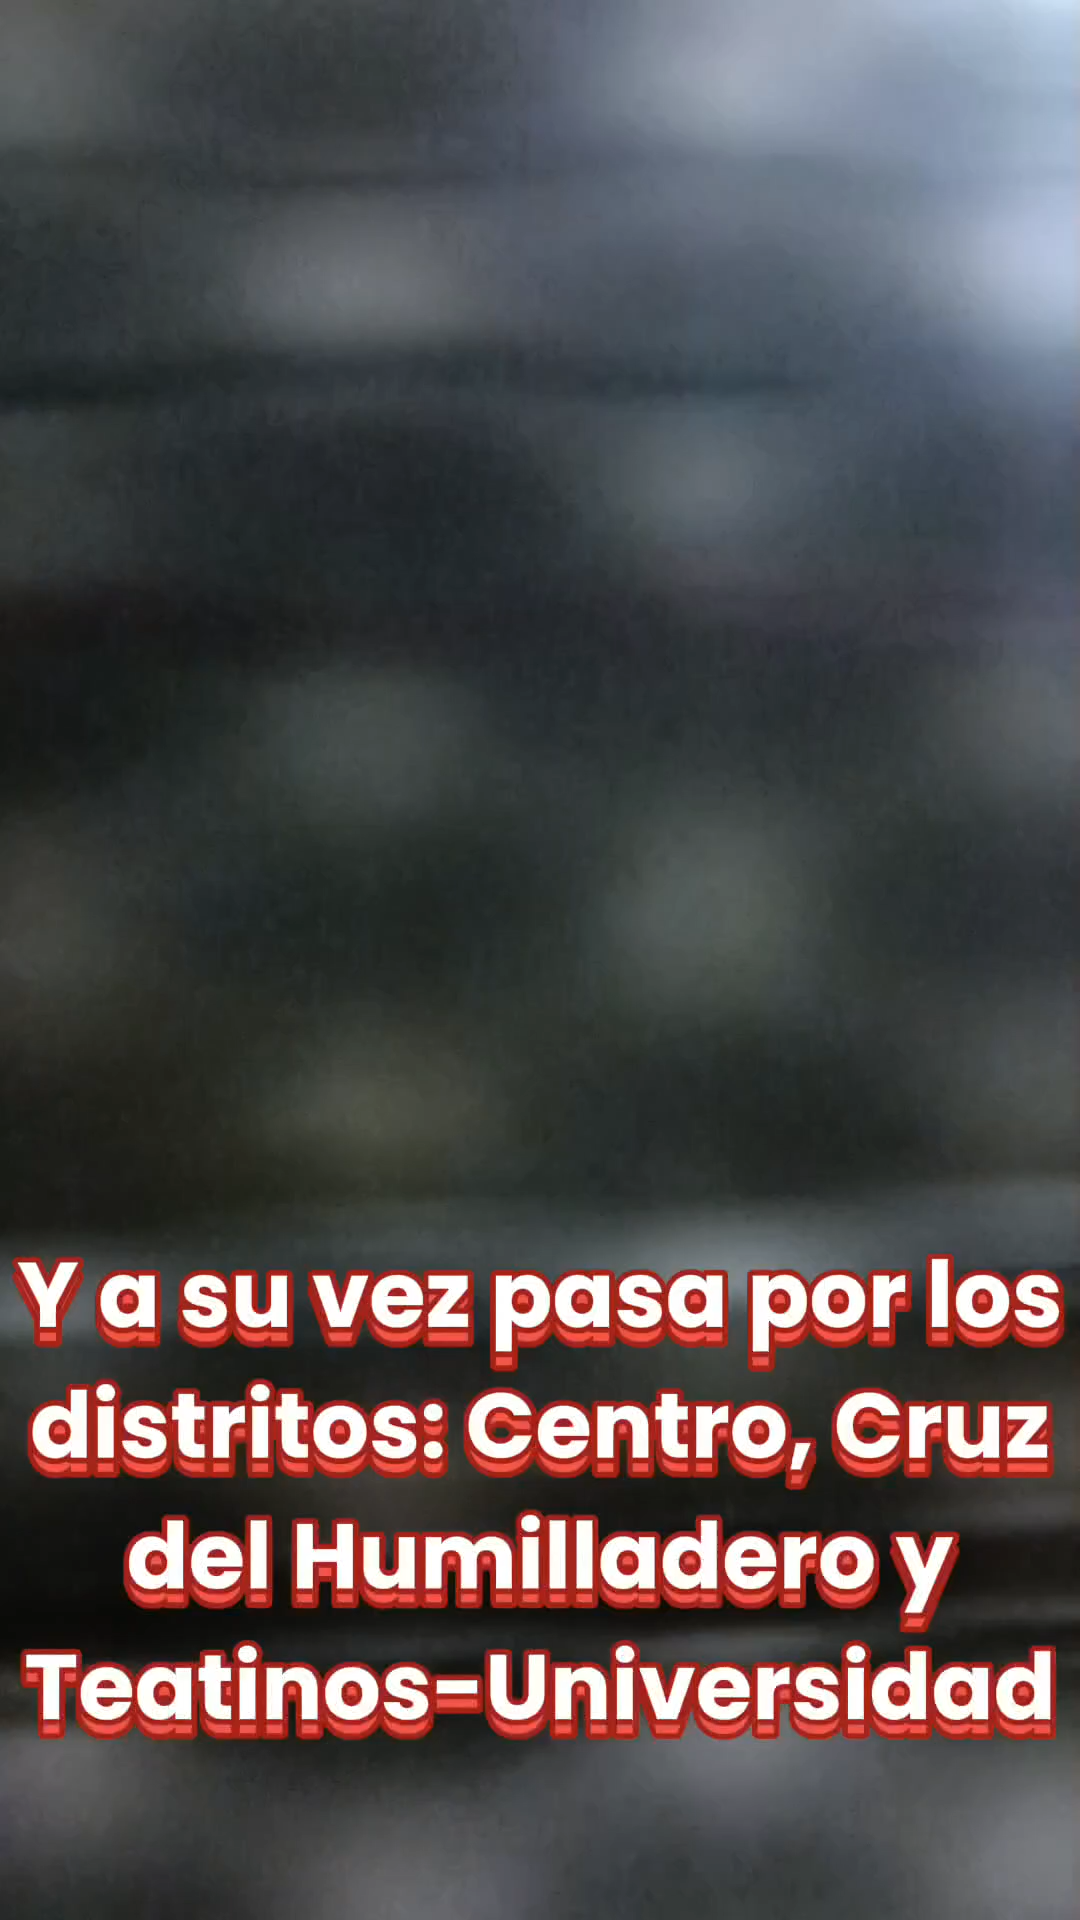 Y a su vez pasa por los
distritos: Centro, Cruz
del Humilladero y
Teatinos-Universidad